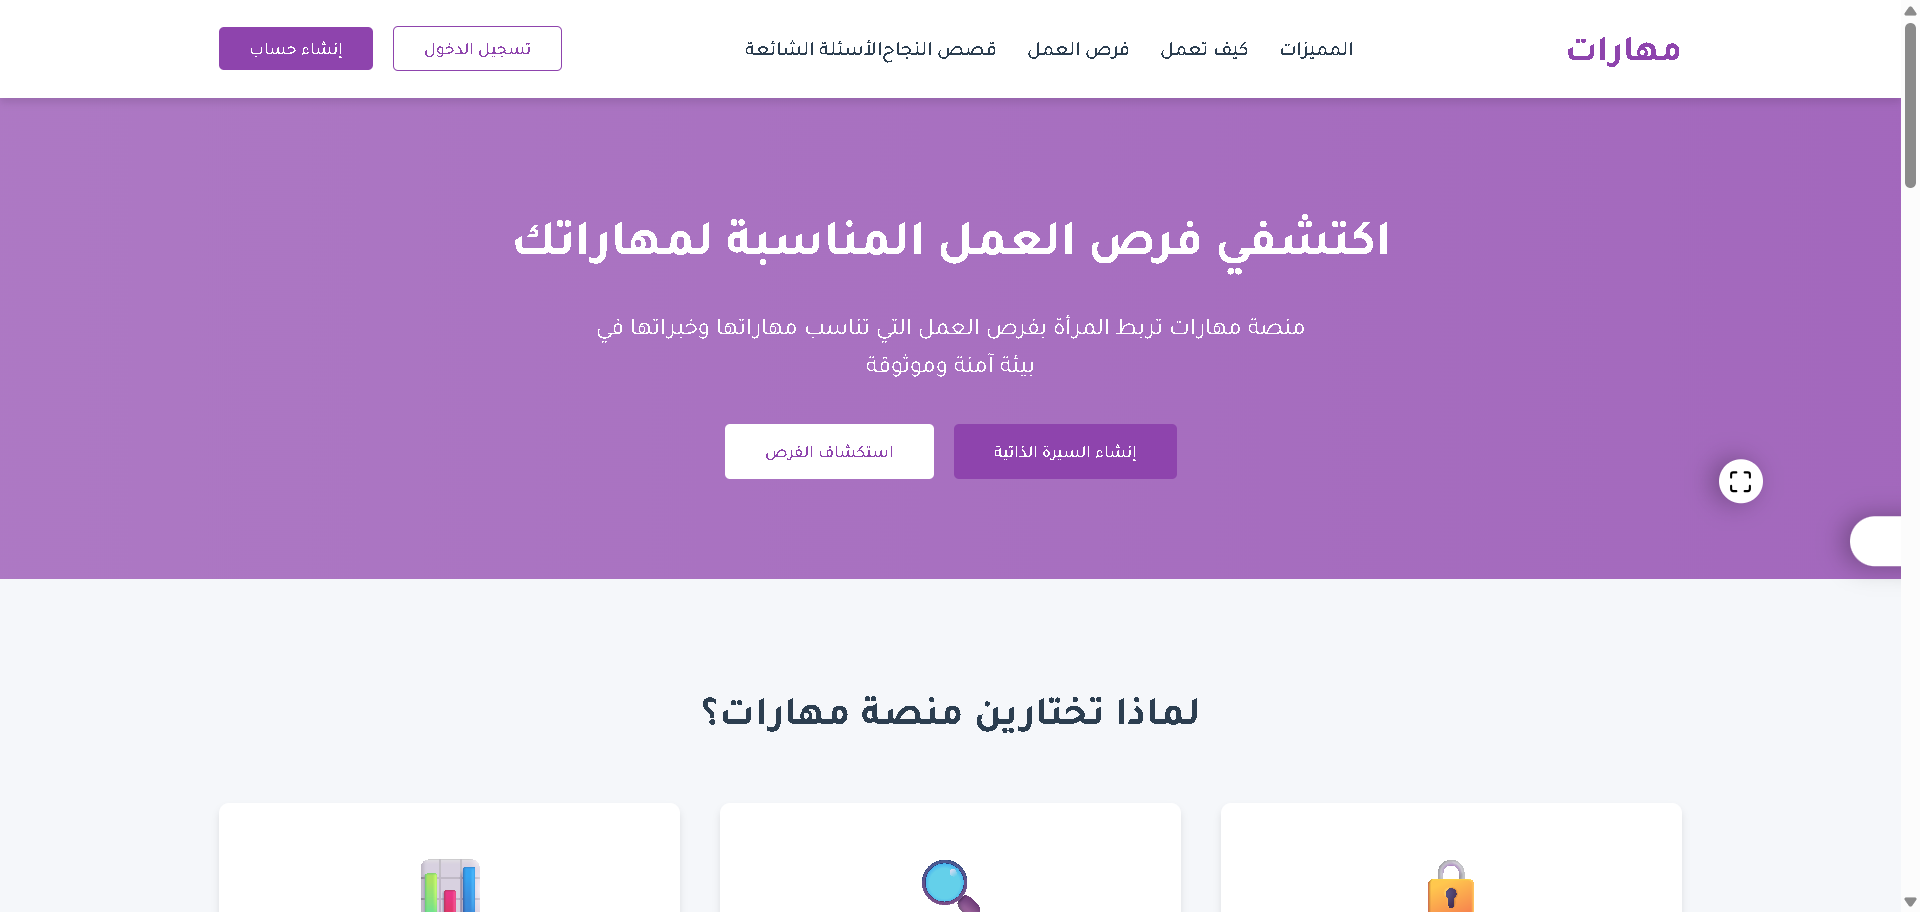 مهارات
المميزات
كيف تعمل
فرص العمل
قصص النجاح
الأسئلة الشائعة
تسجيل الدخول
إنشاء حساب
اكتشفي فرص العمل المناسبة لمهاراتك
منصة مهارات تربط المرأة بفرص العمل التي تناسب مهاراتها وخبراتها في
بيئة آمنة وموثوقة
إنشاء السيرة الذاتية
استكشاف الفرص
لماذا تختارين منصة مهارات؟